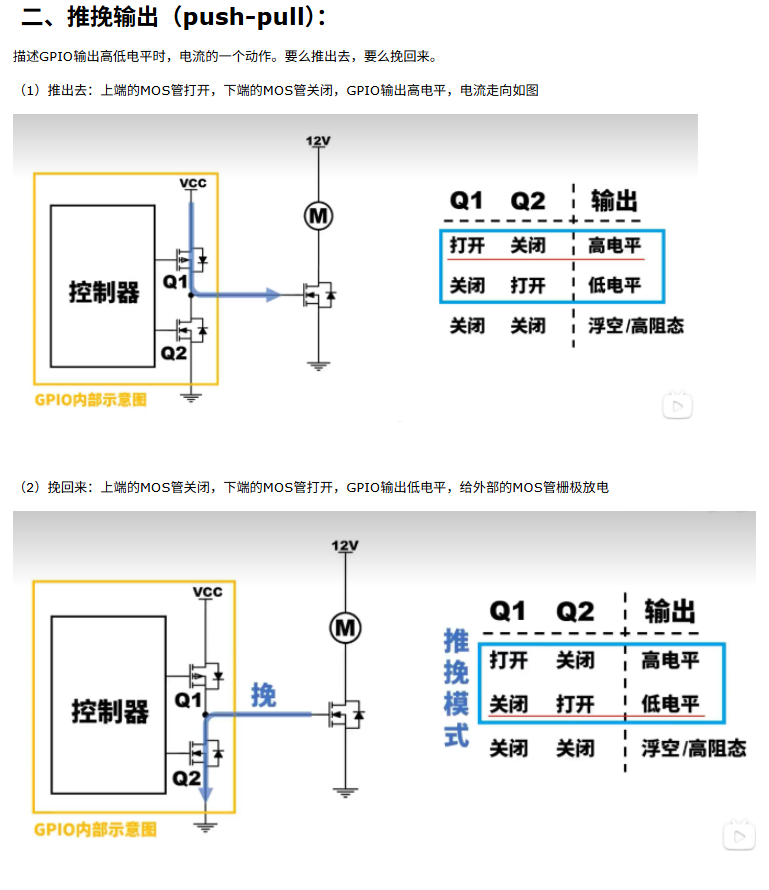 二、推挽输出（push-pull）：
描述GPIO输出高低电平时，电流的一个动作。要么推出去，要么挽回来。
（1）推出去：上端的MOS管打开，下端的MOS管关闭，GPIO输出高电平，电流走向如图
12V
VCC
M
控制器
Q1
Q2
GPIO内部示意图
Q1 Q2 输出
打开 关闭 高电平
关闭 打开 低电平
关闭 关闭 浮空/高阻态
（2）挽回来：上端的MOS管关闭，下端的MOS管打开，GPIO输出低电平，给外部的MOS管栅极放电
12V
VCC
M
控制器
Q1
挽
Q2
GPIO内部示意图
推挽模式
Q1 Q2 输出
打开 关闭 高电平
关闭 打开 低电平
关闭 关闭 浮空/高阻态